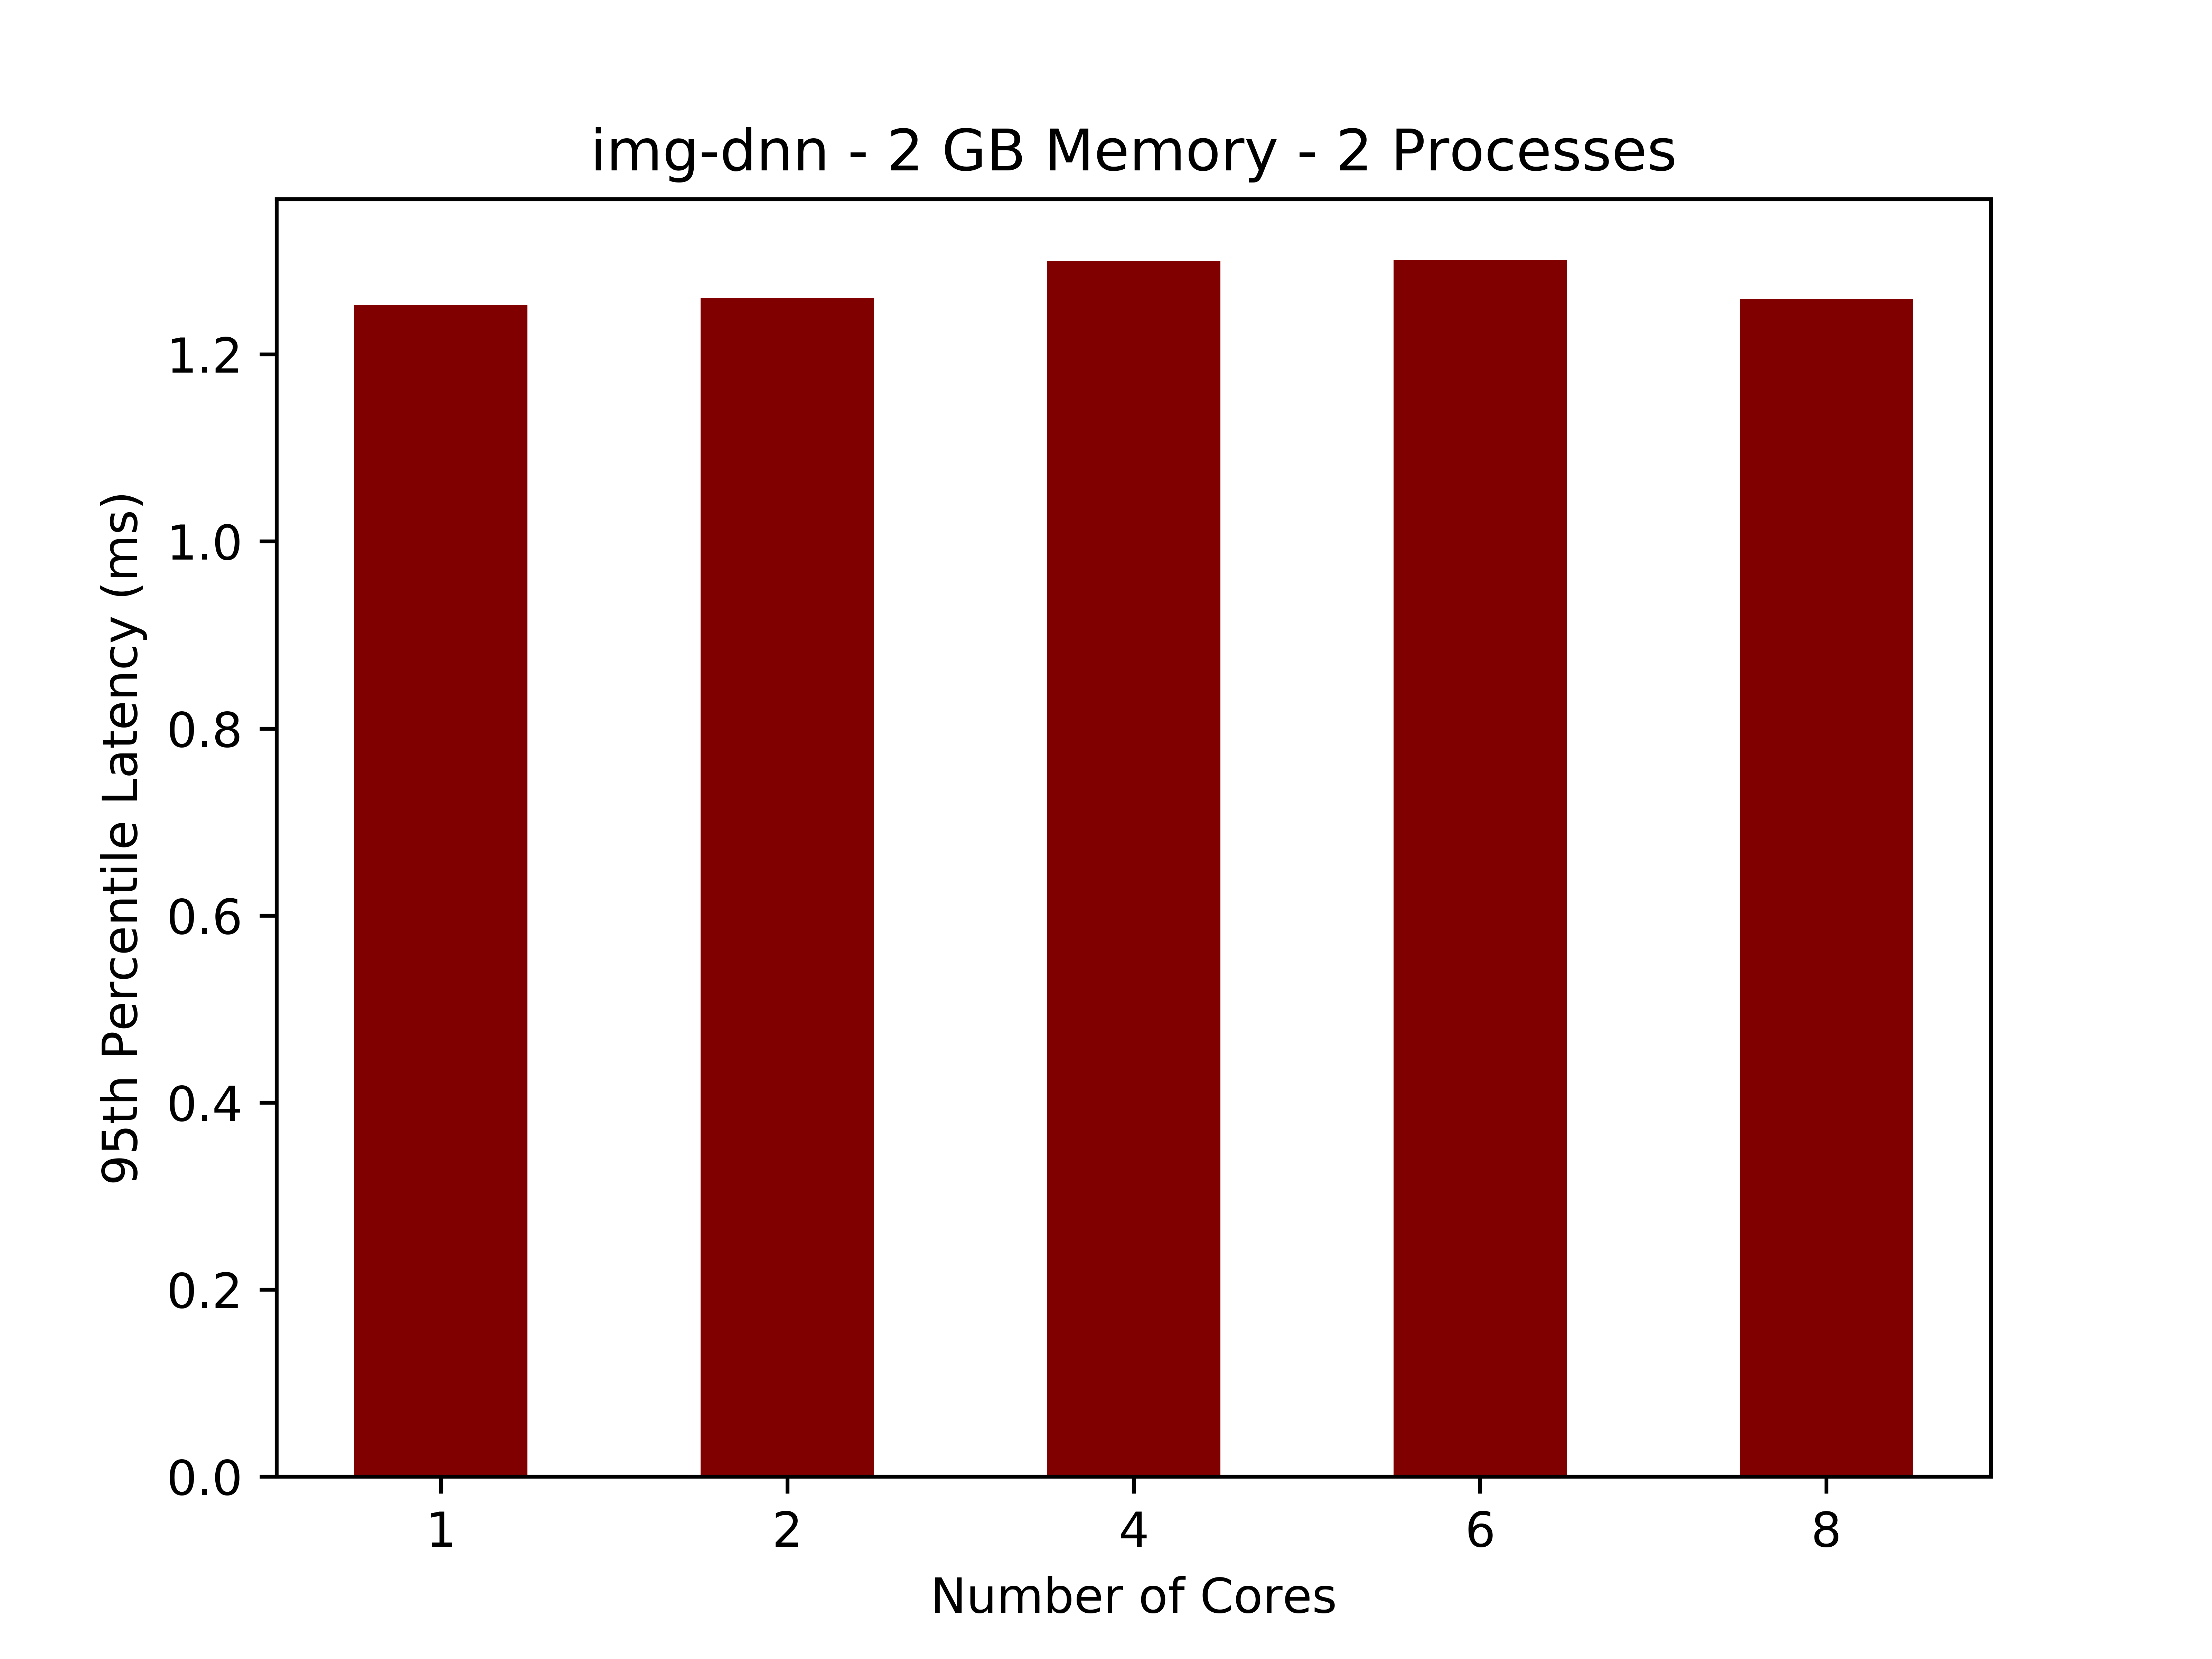 img-dnn - 2 GB Memory - 2 Processes
95th Percentile Latency (ms)
1.2
1.0
0.8
0.6
0.4
0.2
0.0
1 2 4 6 8
Number of Cores